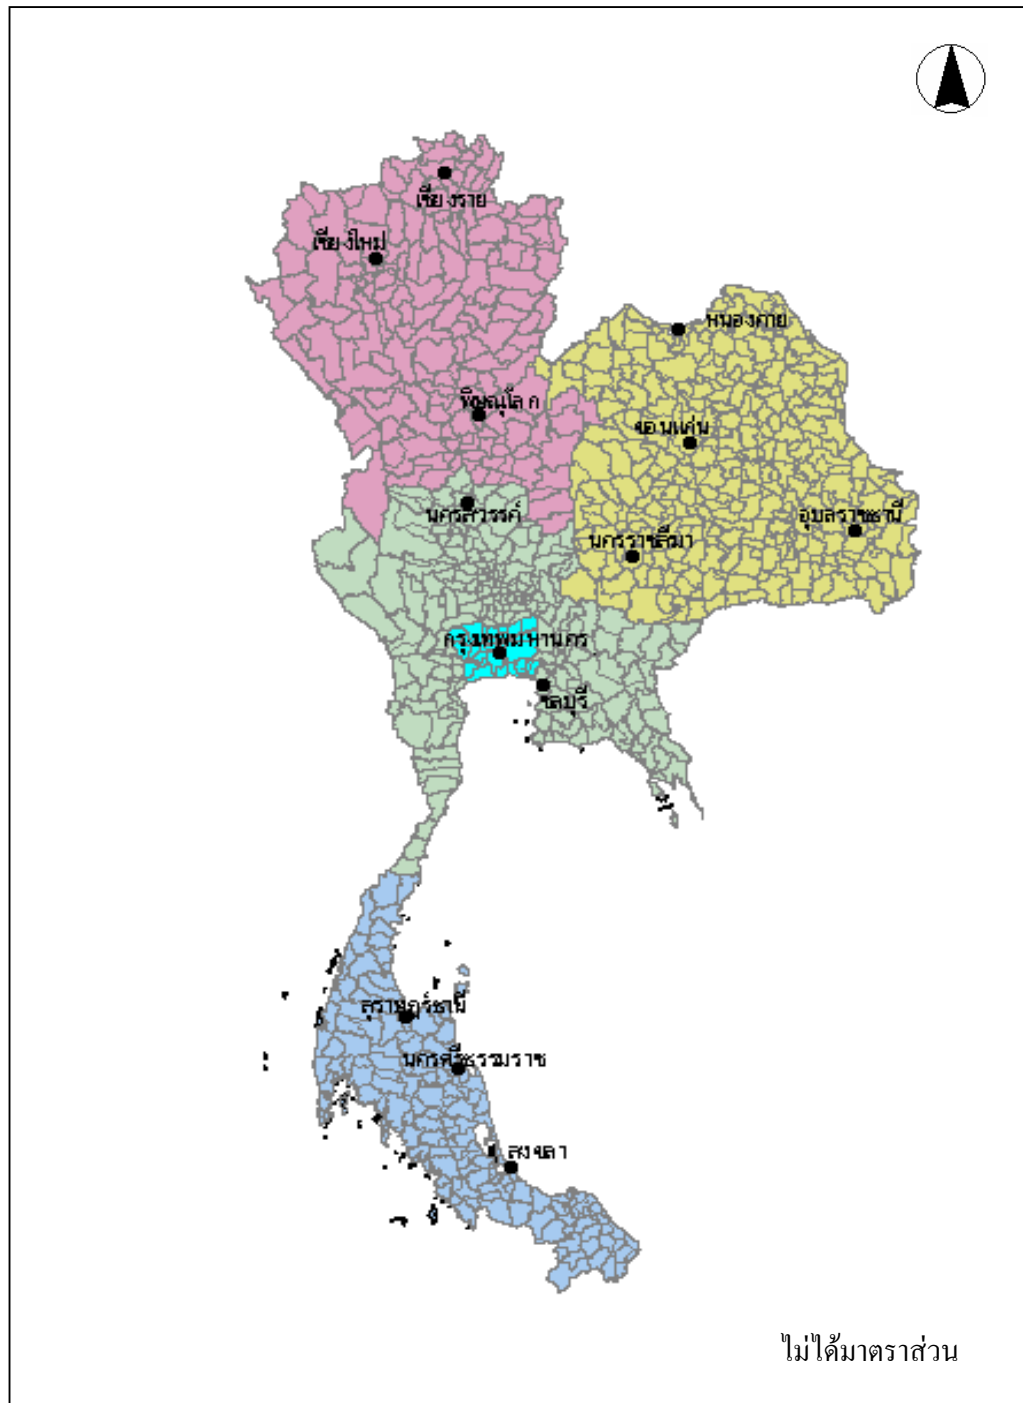 เชียงราย
เชียงใหม่
หนองคาย
พิษณุโลก
ขอนแก่น
นครสวรรค์
อุบลราชธานี
นครราชสีมา
กรุงเทพมหานคร
ชลบุรี
สุราษฎร์ธานี
นครศรีธรรมราช
สงขลา
ไม่ได้มาตราส่วน